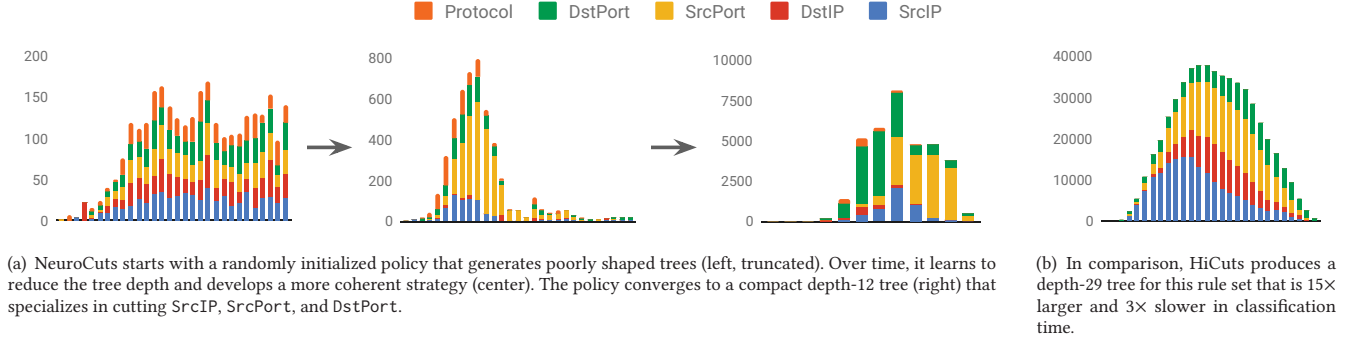 Protocol DstPort SrcPort DstIP SrcIP
200
150
100
50
0
800
600
400
200
0
10000
7500
5000
2500
0
40000
30000
20000
10000
0
(a) NeuroCuts starts with a randomly initialized policy that generates poorly shaped trees (left, truncated). Over time, it learns to
reduce the tree depth and develops a more coherent strategy (center). The policy converges to a compact depth-12 tree (right) that
specializes in cutting SrcIP, SrcPort, and DstPort.
(b) In comparison, HiCuts produces a
depth-29 tree for this rule set that is 15×
larger and 3× slower in classification
time.